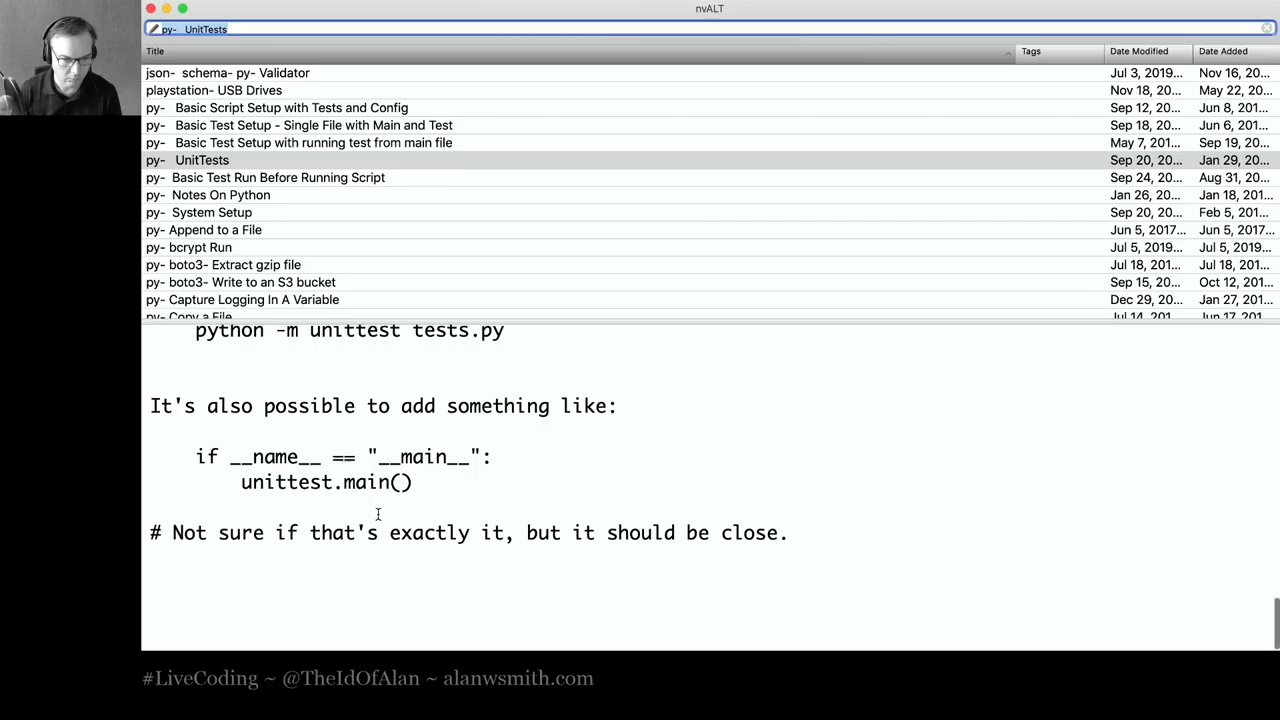 nvALT
py-   UnitTests
Title Tags Date Modified Date Added
json-  schema- py- Validator Jul 3, 2019... Nov 16, 20...
playstation- USB Drives Nov 18, 20... May 22, 20...
py-   Basic Script Setup with Tests and Config Sep 12, 20... Jun 8, 201...
py-   Basic Test Setup - Single File with Main and Test Sep 18, 20... Jun 6, 201...
py-   Basic Test Setup with running test from main file May 7, 201... Sep 19, 20...
py-   UnitTests Sep 20, 20... Jan 29, 20...
py-  Basic Test Run Before Running Script Sep 24, 20... Aug 31, 20...
py-  Notes On Python Jan 26, 20... Jan 18, 201...
py-  System Setup Sep 20, 20... Feb 5, 201...
py- Append to a File Jun 5, 2017... Jun 5, 2017...
py- bcrypt Run Jul 5, 2019... Jul 5, 2019...
py- boto3- Extract gzip file Jul 18, 201... Jul 18, 201...
py- boto3- Write to an S3 bucket Sep 15, 20... Oct 12, 201...
py- Capture Logging In A Variable Dec 29, 20... Jan 27, 201...
py- Copy a File Jul 14, 201... Jun 17, 201...
python -m unittest tests.py
It's also possible to add something like:
if __name__ == "__main__":
unittest.main()
# Not sure if that's exactly it, but it should be close.
#LiveCoding ~ @TheIdOfAlan ~ alanwsmith.com